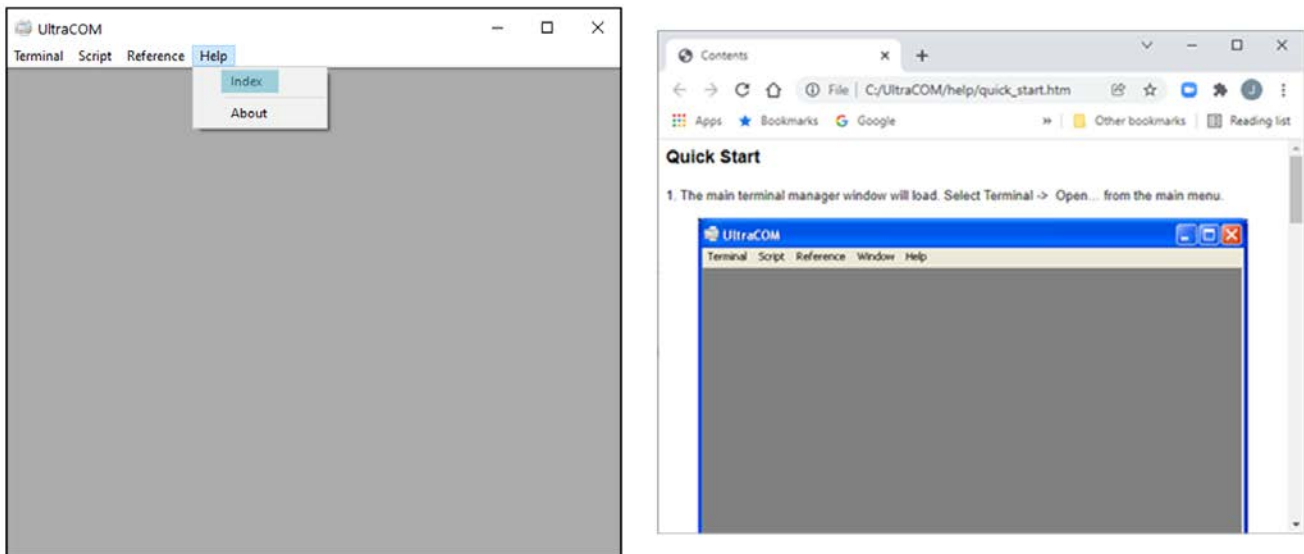 UltraCOM
Terminal Script Reference Help
Index
About
Contents
File | C:/UltraCOM/help/quick_start.htm
J
Apps Bookmarks Google » Other bookmarks Reading list
Quick Start
1. The main terminal manager window will load. Select Terminal -> Open... from the main menu.
UltraCOM
Terminal Script Reference Window Help